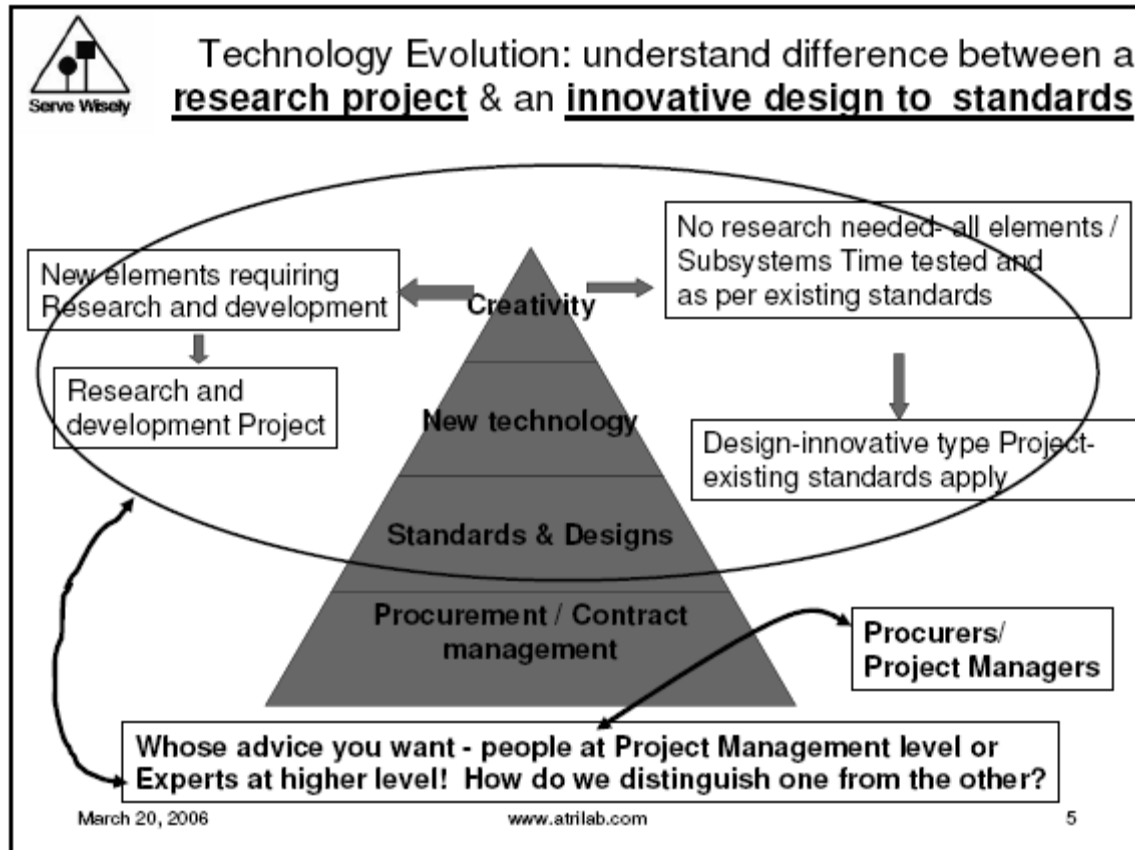 Serve Wisely
Technology Evolution: understand difference between a
research project & an innovative design to standards
New elements requiring
Research and development
Research and
development Project
No research needed- all elements /
Subsystems Time tested and
as per existing standards
Design-innovative type Project-
existing standards apply
Creativity
New technology
Standards & Designs
Procurement / Contract
management
Procurers/
Project Managers
Whose advice you want - people at Project Management level or
Experts at higher level! How do we distinguish one from the other?
March 20, 2006
www.atrilab.com
5